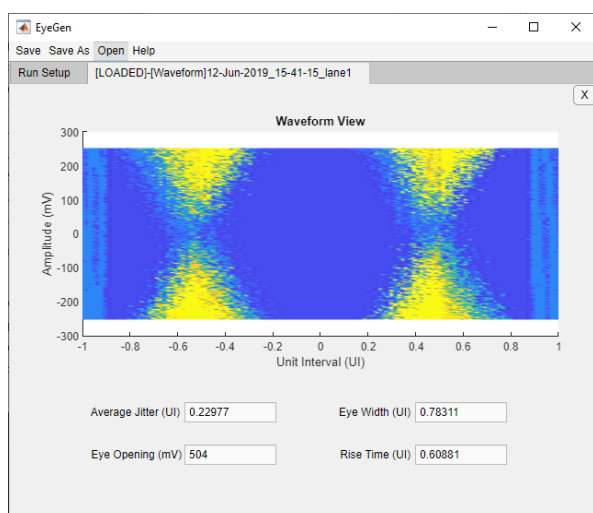 EyeGen
Save Save As Open Help
Run Setup [LOADED]-[Waveform]12-Jun-2019_15-41-15_lane1
X
Waveform View
300
200
100
0
-100
-200
-300
Amplitude (mV)
-1 -0.8 -0.6 -0.4 -0.2 0 0.2 0.4 0.6 0.8 1
Unit Interval (UI)
Average Jitter (UI) 0.22977 Eye Width (UI) 0.78311
Eye Opening (mV) 504 Rise Time (UI) 0.60881